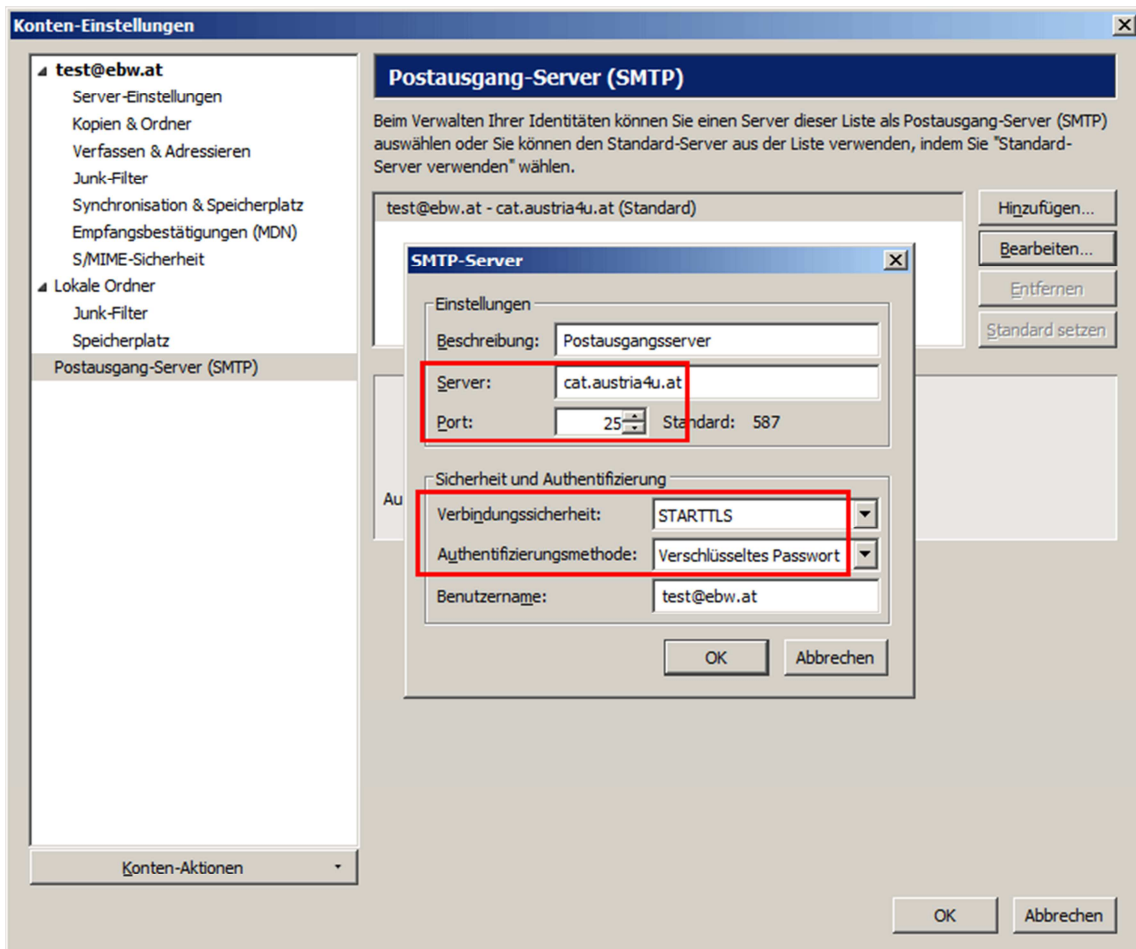 Konten-Einstellungen
test@ebw.at
Server-Einstellungen
Kopien & Ordner
Verfassen & Adressieren
Junk-Filter
Synchronisation & Speicherplatz
Empfangsbestätigungen (MDN)
S/MIME-Sicherheit
Lokale Ordner
Junk-Filter
Speicherplatz
Postausgang-Server (SMTP)
Konten-Aktionen
Postausgang-Server (SMTP)
Beim Verwalten Ihrer Identitäten können Sie einen Server dieser Liste als Postausgang-Server (SMTP)
auswählen oder Sie können den Standard-Server aus der Liste verwenden, indem Sie "Standard-
Server verwenden" wählen.
test@ebw.at - cat.austria4u.at (Standard)
Hinzufügen...
Bearbeiten...
Entfernen
Standard setzen
Au
SMTP-Server
Einstellungen
Beschreibung: Postausgangsserver
Server: cat.austria4u.at
Port: 25 Standard: 587
Sicherheit und Authentifizierung
Verbindungssicherheit: STARTTLS
Authentifizierungsmethode: Verschlüsseltes Passwort
Benutzername: test@ebw.at
OK Abbrechen
OK Abbrechen